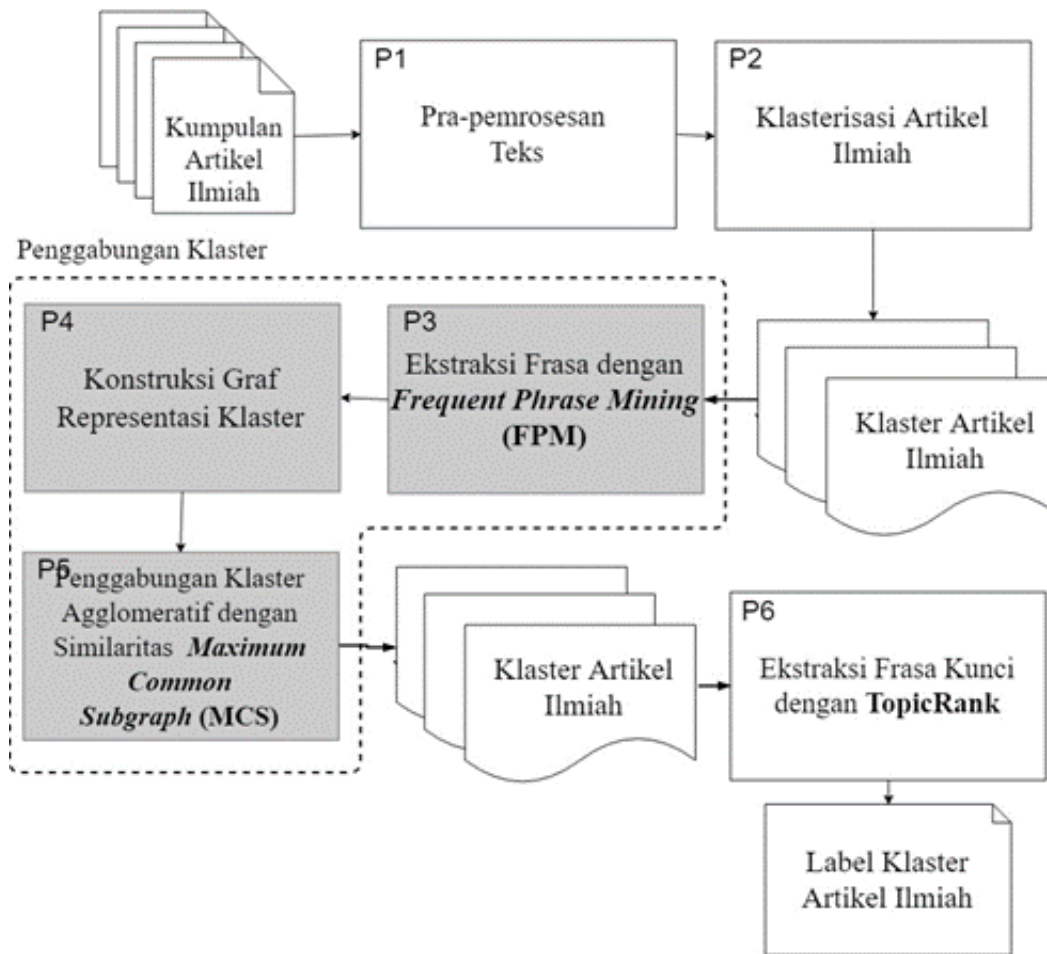 Kumpulan
Artikel
Ilmiah
P1
Pra-pemrosesan
Teks
P2
Klasterisasi Artikel
Ilmiah
Penggabungan Klaster
P4
Konstruksi Graf
Representasi Klaster
P3
Ekstraksi Frasa dengan
Frequent Phrase Mining
(FPM)
Klaster Artikel
Ilmiah
P5
Penggabungan Klaster
Agglomeratif dengan
Similaritas Maximum
Common
Subgraph (MCS)
Klaster Artikel
Ilmiah
P6
Ekstraksi Frasa Kunci
dengan TopicRank
Label Klaster
Artikel Ilmiah